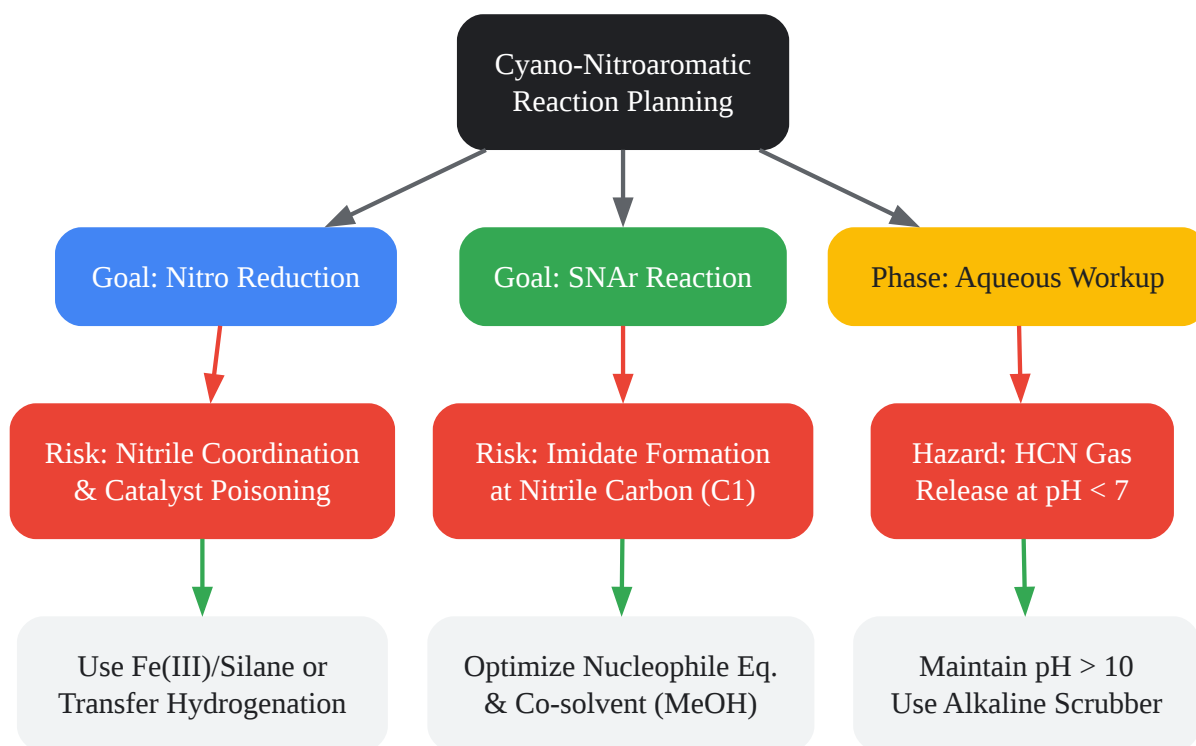 Cyano-Nitroaromatic
Reaction Planning
Goal: Nitro Reduction
Goal: SNAr Reaction
Phase: Aqueous Workup
Risk: Nitrile Coordination
& Catalyst Poisoning
Risk: Imidate Formation
at Nitrile Carbon (C1)
Hazard: HCN Gas
Release at pH < 7
Use Fe(III)/Silane or
Transfer Hydrogenation
Optimize Nucleophile Eq.
& Co-solvent (MeOH)
Maintain pH > 10
Use Alkaline Scrubber